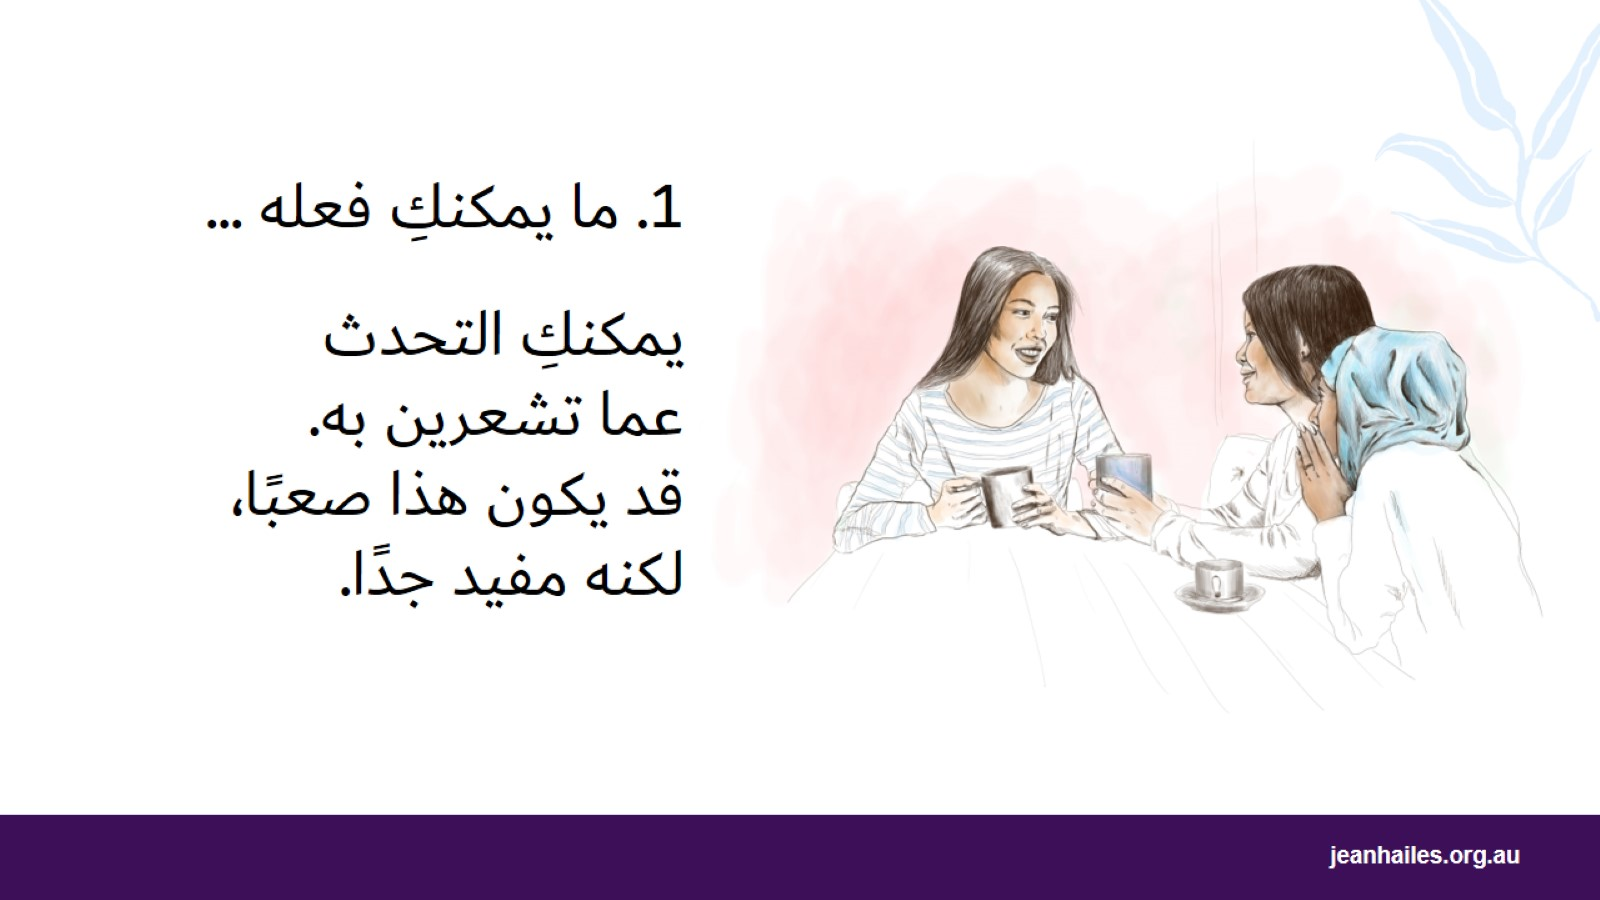 1. ما يمكنكِ فعله ...
يمكنكِ التحدث
عما تشعرين به.
قد يكون هذا صعبًا،
لكنه مفيد جدًا.
jeanhailes.org.au